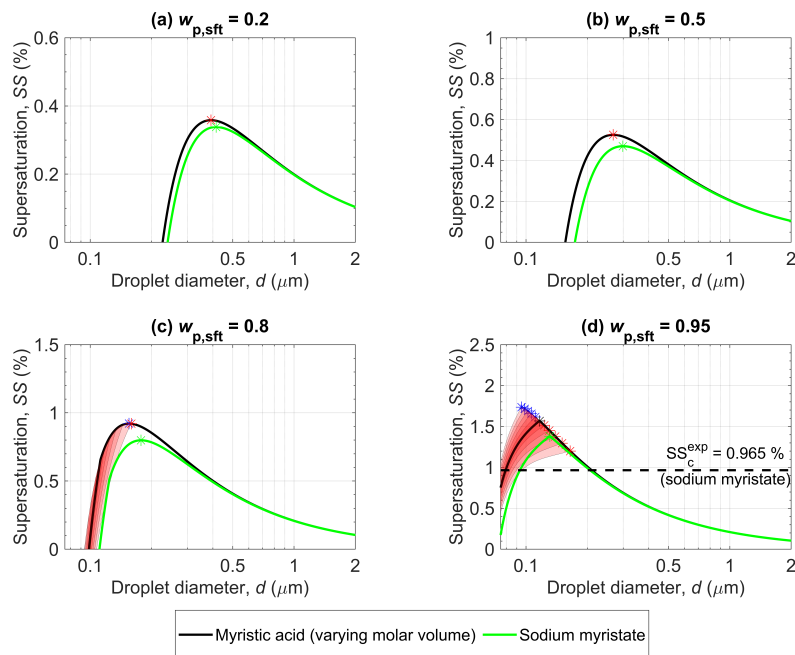 (a) w_p,sft = 0.2
Supersaturation, SS (%)
0.6
0.4
0.2
0
0.1
0.5
1
2
Droplet diameter, d (μm)
(b) w_p,sft = 0.5
Supersaturation, SS (%)
1
0.8
0.6
0.4
0.2
0
0.1
0.5
1
2
Droplet diameter, d (μm)
(c) w_p,sft = 0.8
Supersaturation, SS (%)
1.5
1
0.5
0
0.1
0.5
1
2
Droplet diameter, d (μm)
(d) w_p,sft = 0.95
Supersaturation, SS (%)
2.5
2
1.5
1
0.5
0
SS_c^exp = 0.965 %
(sodium myristate)
0.1
0.5
1
2
Droplet diameter, d (μm)
Myristic acid (varying molar volume)
Sodium myristate